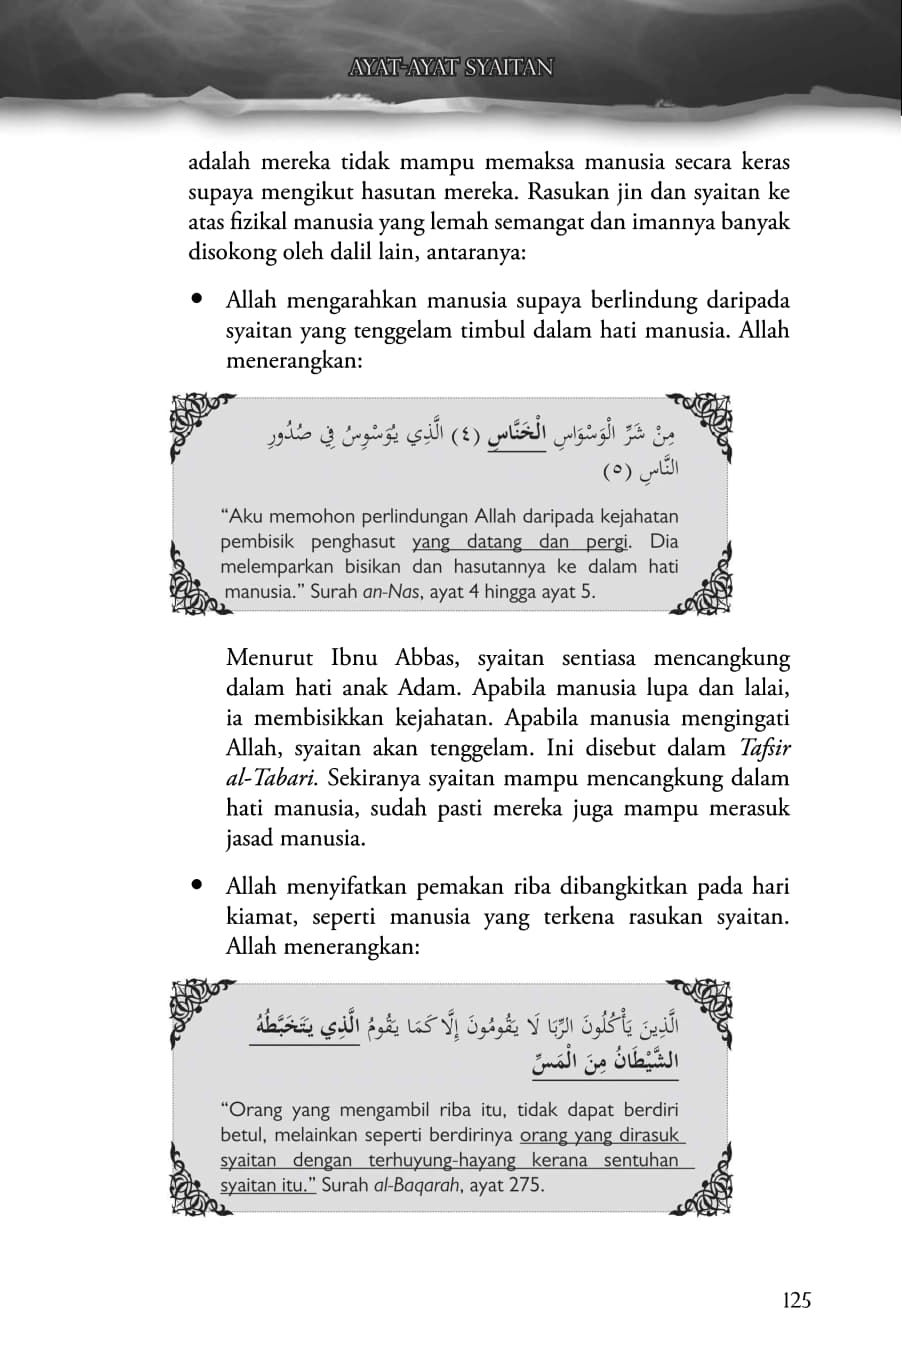 AYAT-AYAT SYAITAN
adalah mereka tidak mampu memaksa manusia secara keras
supaya mengikut hasutan mereka. Rasukan jin dan syaitan ke
atas fizikal manusia yang lemah semangat dan imannya banyak
disokong oleh dalil lain, antaranya:
• Allah mengarahkan manusia supaya berlindung daripada
syaitan yang tenggelam timbul dalam hati manusia. Allah
menerangkan:
مِنْ شَرِّ الْوَسْوَاسِ الْخَنَّاسِ (٤) الَّذِي يُوَسْوِسُ فِي صُدُورِ
النَّاسِ (٥)
“Aku memohon perlindungan Allah daripada kejahatan
pembisik penghasut yang datang dan pergi. Dia
melemparkan bisikan dan hasutannya ke dalam hati
manusia.” Surah an-Nas, ayat 4 hingga ayat 5.
Menurut Ibnu Abbas, syaitan sentiasa mencangkung
dalam hati anak Adam. Apabila manusia lupa dan lalai,
ia membisikkan kejahatan. Apabila manusia mengingati
Allah, syaitan akan tenggelam. Ini disebut dalam Tafsir
al-Tabari. Sekiranya syaitan mampu mencangkung dalam
hati manusia, sudah pasti mereka juga mampu merasuk
jasad manusia.
• Allah menyifatkan pemakan riba dibangkitkan pada hari
kiamat, seperti manusia yang terkena rasukan syaitan.
Allah menerangkan:
الَّذِينَ يَأْكُلُونَ الرِّبَا لَا يَقُومُونَ إِلَّا كَمَا يَقُومُ الَّذِي يَتَخَبَّطُهُ
الشَّيْطَانُ مِنَ الْمَسِّ
“Orang yang mengambil riba itu, tidak dapat berdiri
betul, melainkan seperti berdirinya orang yang dirasuk
syaitan dengan terhuyung-hayang kerana sentuhan
syaitan itu.” Surah al-Baqarah, ayat 275.
125